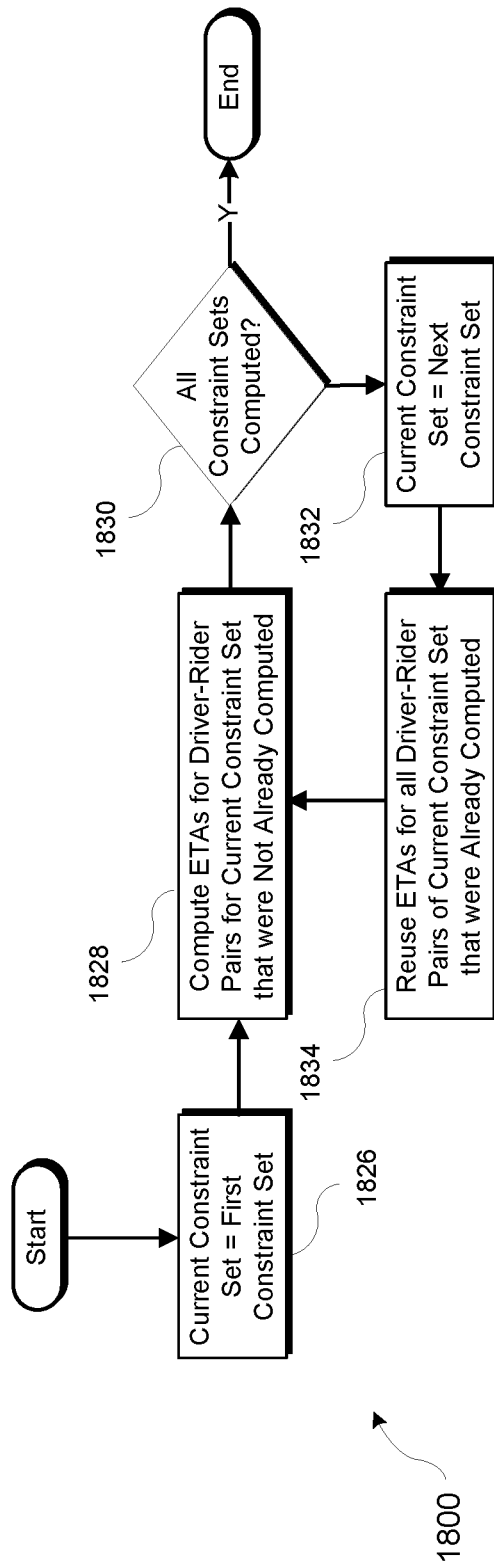 Start
Current Constraint
Set = First
Constraint Set
1826
Compute ETAs for Driver-Rider
Pairs for Current Constraint Set
that were Not Already Computed
1828
All
Constraint Sets
Computed?
1830
Y
End
Current Constraint
Set = Next
Constraint Set
1832
Reuse ETAs for all Driver-Rider
Pairs of Current Constraint Set
that were Already Computed
1834
1800